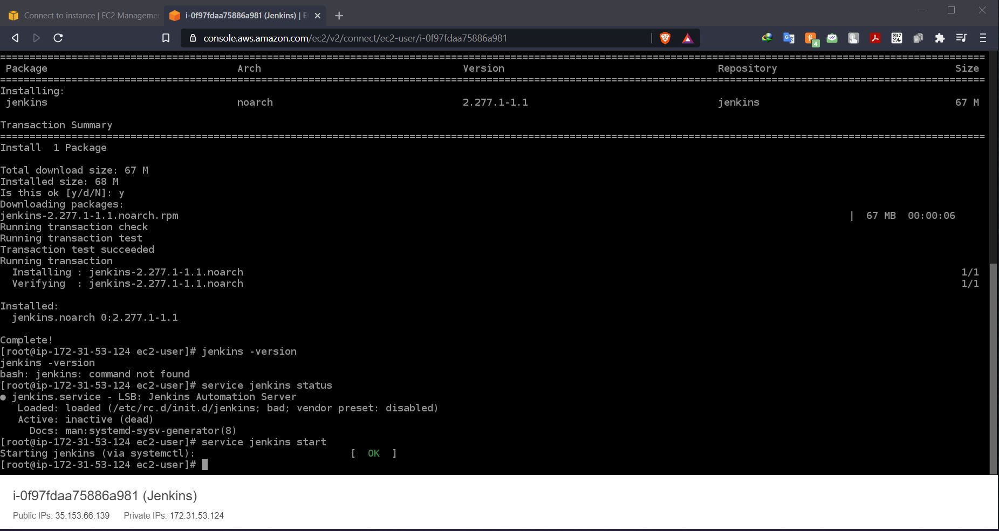 Connect to instance | EC2 Managemen
i-0f97fdaa75886a981 (Jenkins) | E
console.aws.amazon.com/ec2/v2/connect/ec2-user/i-0f97fdaa75886a981
4
Package Arch Version Repository Size
Installing:
jenkins noarch 2.277.1-1.1 jenkins 67 M
Transaction Summary
Install 1 Package
Total download size: 67 M
Installed size: 68 M
Is this ok [y/d/N]: y
Downloading packages:
jenkins-2.277.1-1.1.noarch.rpm | 67 MB 00:00:06
Running transaction check
Running transaction test
Transaction test succeeded
Running transaction
Installing : jenkins-2.277.1-1.1.noarch 1/1
Verifying : jenkins-2.277.1-1.1.noarch 1/1
Installed:
jenkins.noarch 0:2.277.1-1.1
Complete!
[root@ip-172-31-53-124 ec2-user]# jenkins -version
jenkins -version
bash: jenkins: command not found
[root@ip-172-31-53-124 ec2-user]# service jenkins status
● jenkins.service - LSB: Jenkins Automation Server
Loaded: loaded (/etc/rc.d/init.d/jenkins; bad; vendor preset: disabled)
Active: inactive (dead)
Docs: man:systemd-sysv-generator(8)
[root@ip-172-31-53-124 ec2-user]# service jenkins start
Starting jenkins (via systemctl): [ OK ]
[root@ip-172-31-53-124 ec2-user]#
i-0f97fdaa75886a981 (Jenkins)
Public IPs: 35.153.66.139 Private IPs: 172.31.53.124